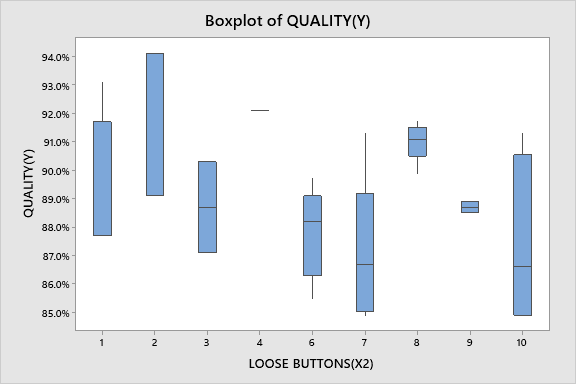 Boxplot of QUALITY(Y)
QUALITY(Y)
94.0%
93.0%
92.0%
91.0%
90.0%
89.0%
88.0%
87.0%
86.0%
85.0%
1 2 3 4 6 7 8 9 10
LOOSE BUTTONS(X2)